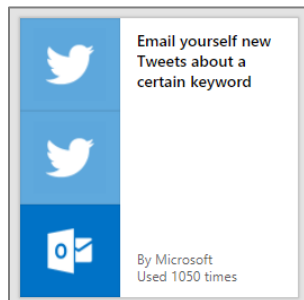 Email yourself new
Tweets about a
certain keyword
By Microsoft
Used 1050 times